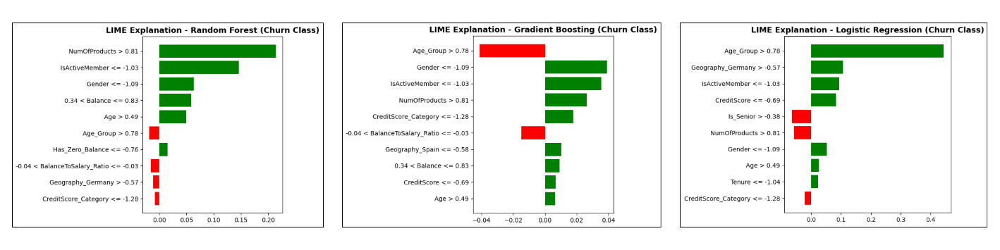 LIME Explanation - Random Forest (Churn Class)
NumOfProducts > 0.81
IsActiveMember <= -1.03
Gender <= -1.09
0.34 < Balance <= 0.83
Age > 0.49
Age_Group > 0.78
Has_Zero_Balance <= -0.76
-0.04 < BalanceToSalary_Ratio <= -0.03
Geography_Germany > -0.57
CreditScore_Category <= -1.28
0.00 0.05 0.10 0.15 0.20
LIME Explanation - Gradient Boosting (Churn Class)
Age_Group > 0.78
Gender <= -1.09
IsActiveMember <= -1.03
NumOfProducts > 0.81
CreditScore_Category <= -1.28
-0.04 < BalanceToSalary_Ratio <= -0.03
Geography_Spain <= -0.58
0.34 < Balance <= 0.83
CreditScore <= -0.69
Age > 0.49
−0.04 −0.02 0.00 0.02 0.04
LIME Explanation - Logistic Regression (Churn Class)
Age_Group > 0.78
Geography_Germany > -0.57
IsActiveMember <= -1.03
CreditScore <= -0.69
Is_Senior > -0.38
NumOfProducts > 0.81
Gender <= -1.09
Age > 0.49
Tenure <= -1.04
CreditScore_Category <= -1.28
0.0 0.1 0.2 0.3 0.4